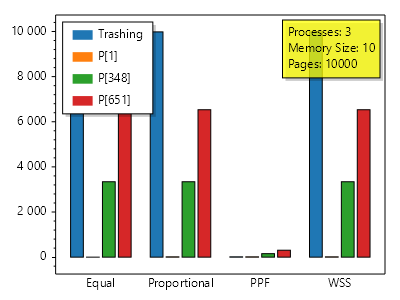 10 000
8 000
6 000
4 000
2 000
0
Trashing
P[1]
P[348]
P[651]
Processes: 3
Memory Size: 10
Pages: 10000
Equal
Proportional
PPF
WSS